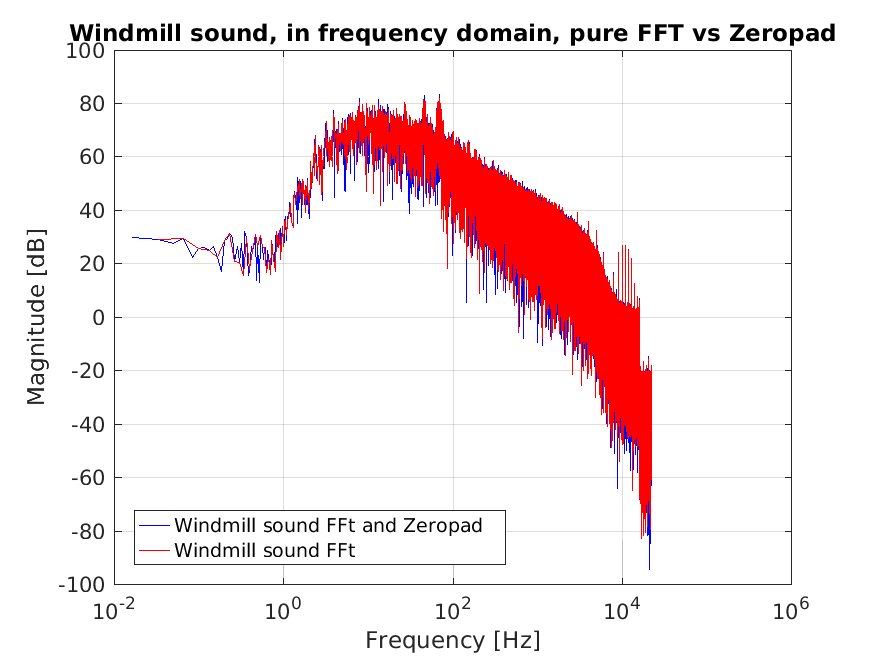 Windmill sound, in frequency domain, pure FFT vs Zeropad
100
80
60
40
20
0
-20
-40
-60
-80
-100
Magnitude [dB]
Windmill sound FFt and Zeropad
Windmill sound FFt
10^-2 10^0 10^2 10^4 10^6
Frequency [Hz]